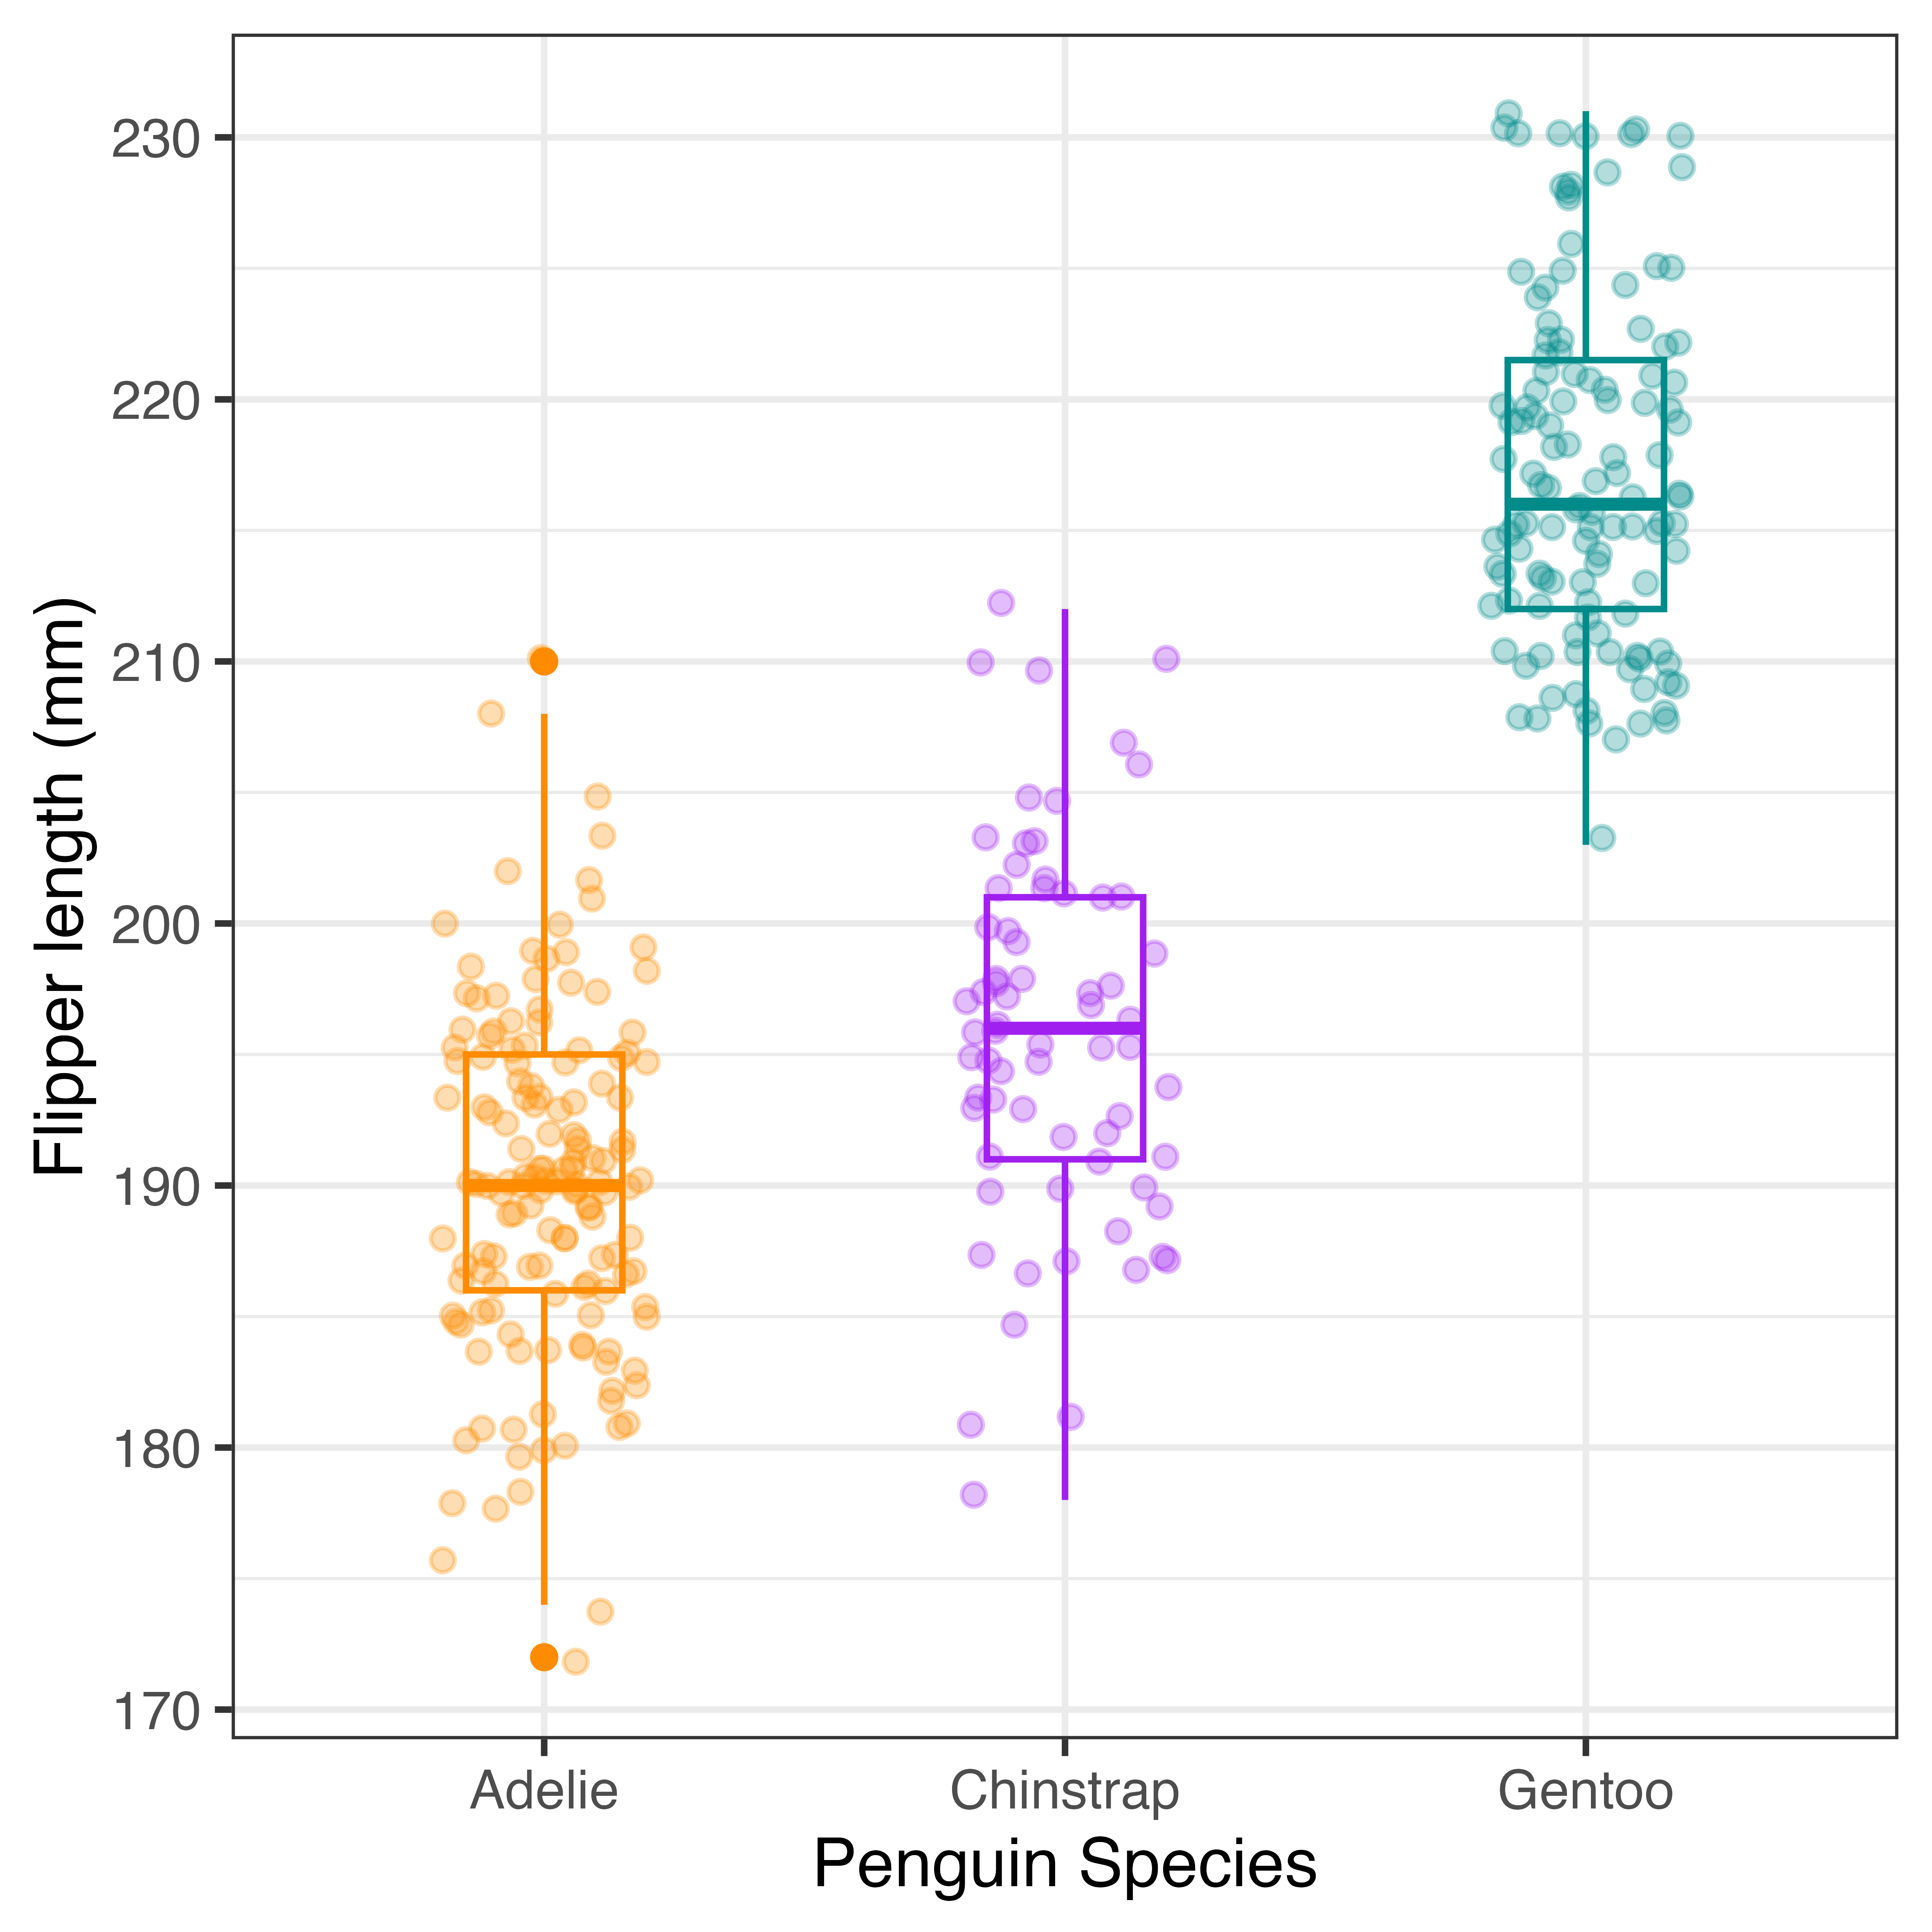 Flipper length (mm)
230
220
210
200
190
180
170
Adelie
Chinstrap
Gentoo
Penguin Species